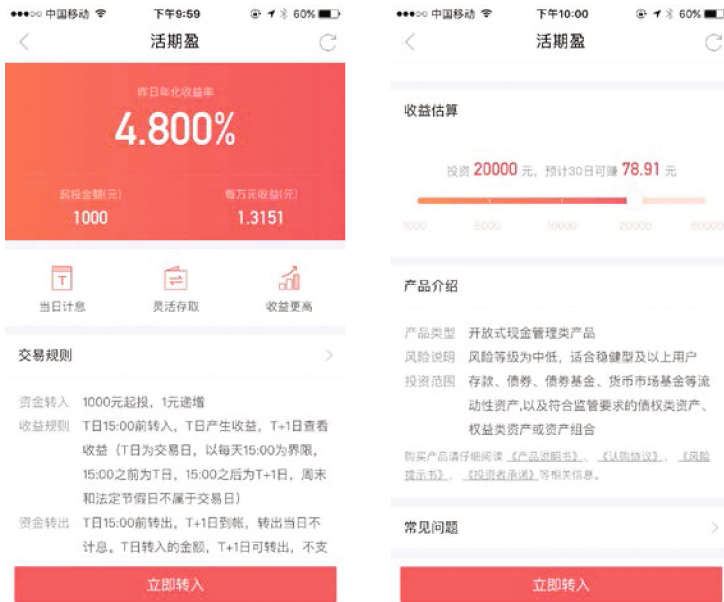 中国移动
下午9:59
60%
活期盈
昨日年化收益率
4.800%
起投金额(元)
每万元收益(元)
1000
1.3151
当日计息
灵活存取
收益更高
交易规则
资金转入 1000元起投，1元递增
收益规则 T日15:00前转入，T日产生收益，T+1日查看
收益（T日为交易日，以每天15:00为界限，
15:00之前为T日，15:00之后为T+1日，周末
和法定节假日不属于交易日）
资金转出 T日15:00前转出，T+1日到帐，转出当日不
计息。T日转入的金额，T+1日可转出，不支
立即转入
中国移动
下午10:00
60%
活期盈
收益估算
投资 20000 元，预计30日可赚 78.91 元
1000 5000 10000 20000 50000
产品介绍
产品类型 开放式现金管理类产品
风险说明 风险等级为中低，适合稳健型及以上用户
投资范围 存款、债券、债券基金、货币市场基金等流
动性资产,以及符合监管要求的债权类资产、
权益类资产或资产组合
购买产品请仔细阅读《产品说明书》、《认购协议》、《风险
提示书》、《投资者承诺》等相关信息。
常见问题
立即转入